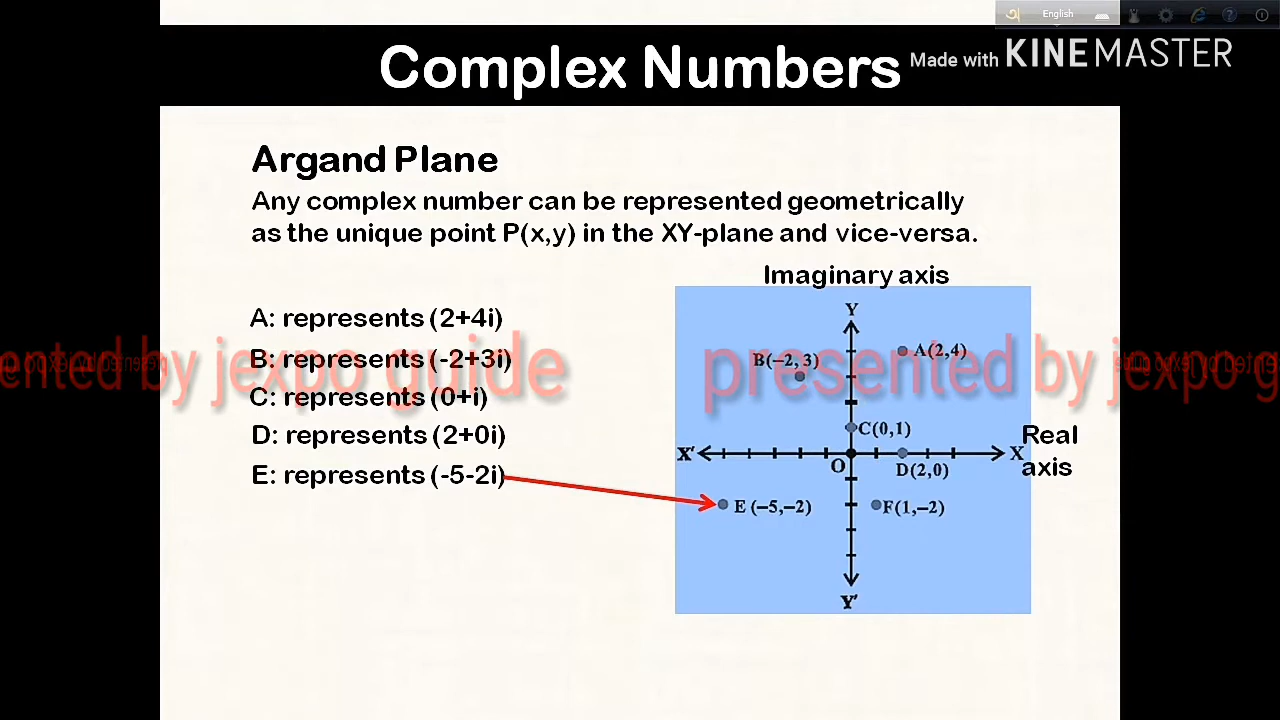 English
Complex Numbers
Made with KINEMASTER
Argand Plane
Any complex number can be represented geometrically
as the unique point P(x,y) in the XY-plane and vice-versa.
Imaginary axis
A: represents (2+4i)
B: represents (-2+3i)
C: represents (0+i)
D: represents (2+0i)
E: represents (-5-2i)
Y
B(−2, 3)
A(2,4)
C(0,1)
X′
O
D(2,0)
X
Real
axis
E (−5,−2)
F(1,−2)
Y′
by jexpo guide
presented by jexpo